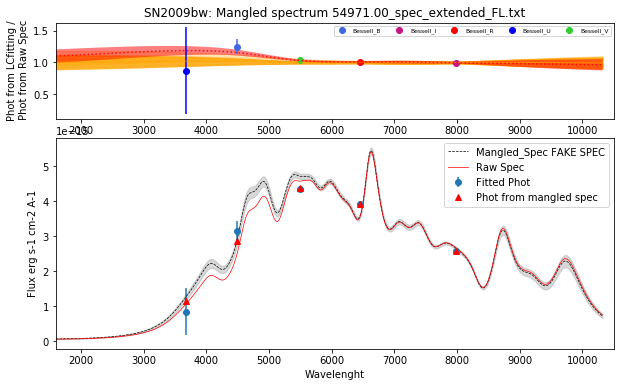 SN2009bw: Mangled spectrum 54971.00_spec_extended_FL.txt
Phot from LCfitting /
Phot from Raw Spec
1.5
1.0
0.5
Bessell_B
Bessell_I
Bessell_R
Bessell_U
Bessell_V
2000 3000 4000 5000 6000 7000 8000 9000 10000
Flux erg s-1 cm-2 A-1
5
4
3
2
1
0
Mangled_Spec FAKE SPEC
Raw Spec
Fitted Phot
Phot from mangled spec
2000 3000 4000 5000 6000 7000 8000 9000 10000
Wavelenght